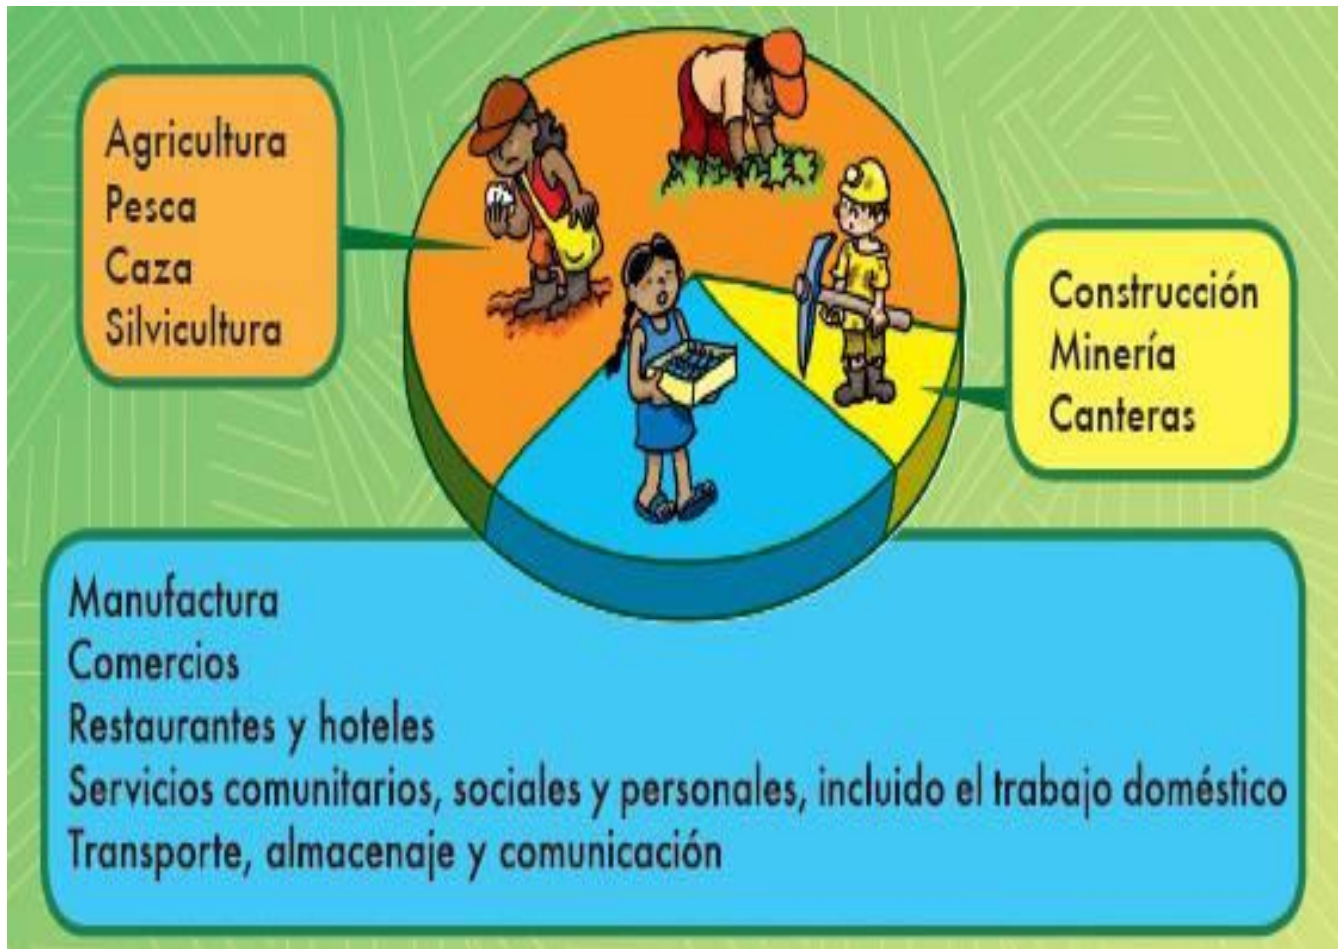 Agricultura
Pesca
Caza
Silvicultura
Construcción
Minería
Canteras
Manufactura
Comercios
Restaurantes y hoteles
Servicios comunitarios, sociales y personales, incluido el trabajo doméstico
Transporte, almacenaje y comunicación